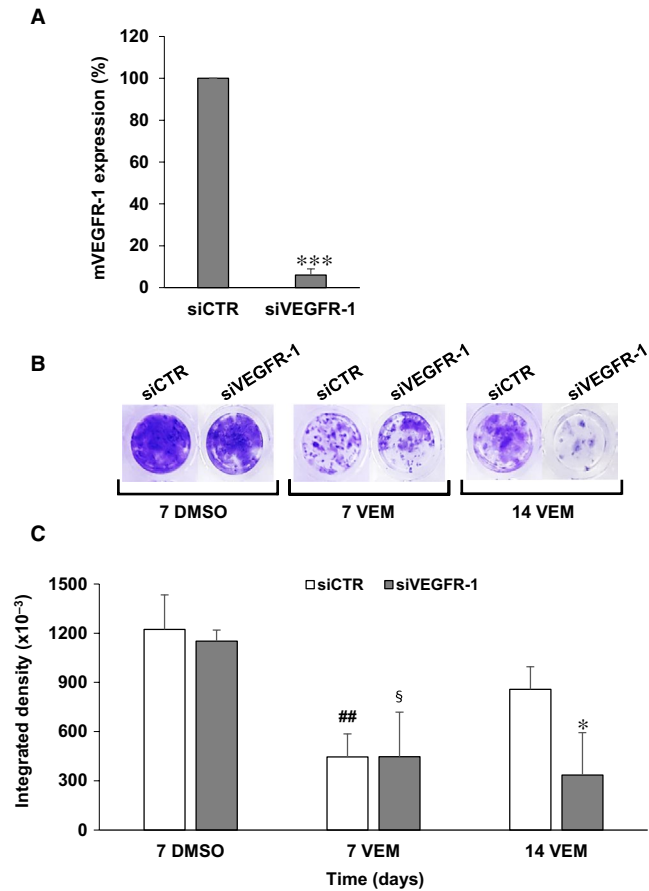 A
mVEGFR-1 expression (%)
120
100
80
60
40
20
0
***
siCTR
siVEGFR-1
B
siCTR
siVEGFR-1
siCTR
siVEGFR-1
siCTR
siVEGFR-1
7 DMSO
7 VEM
14 VEM
C
Integrated density (x10⁻³)
1500
1200
900
600
300
0
siCTR
siVEGFR-1
##
§
*
7 DMSO
7 VEM
14 VEM
Time (days)